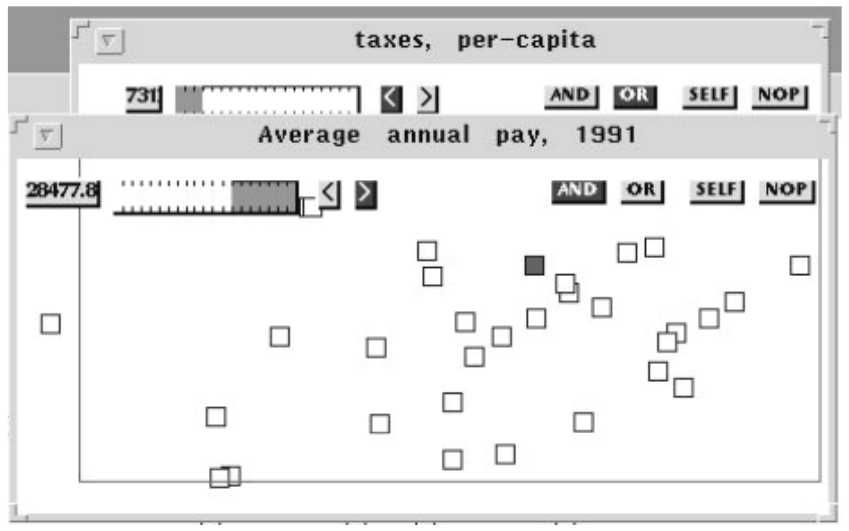 taxes, per-capita
731 < > AND OR SELF NOP
Average annual pay, 1991
28477.8 < > AND OR SELF NOP